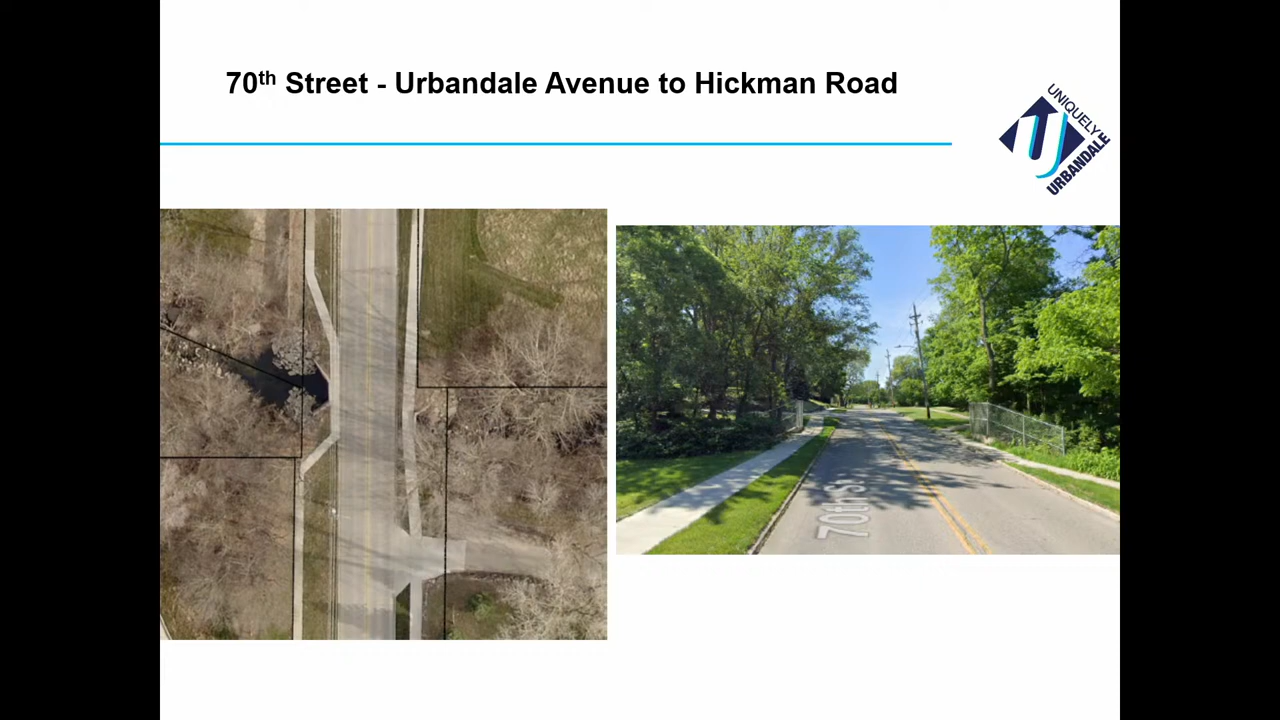 70th Street - Urbandale Avenue to Hickman Road
UNIQUELY
URBANDALE
70th St